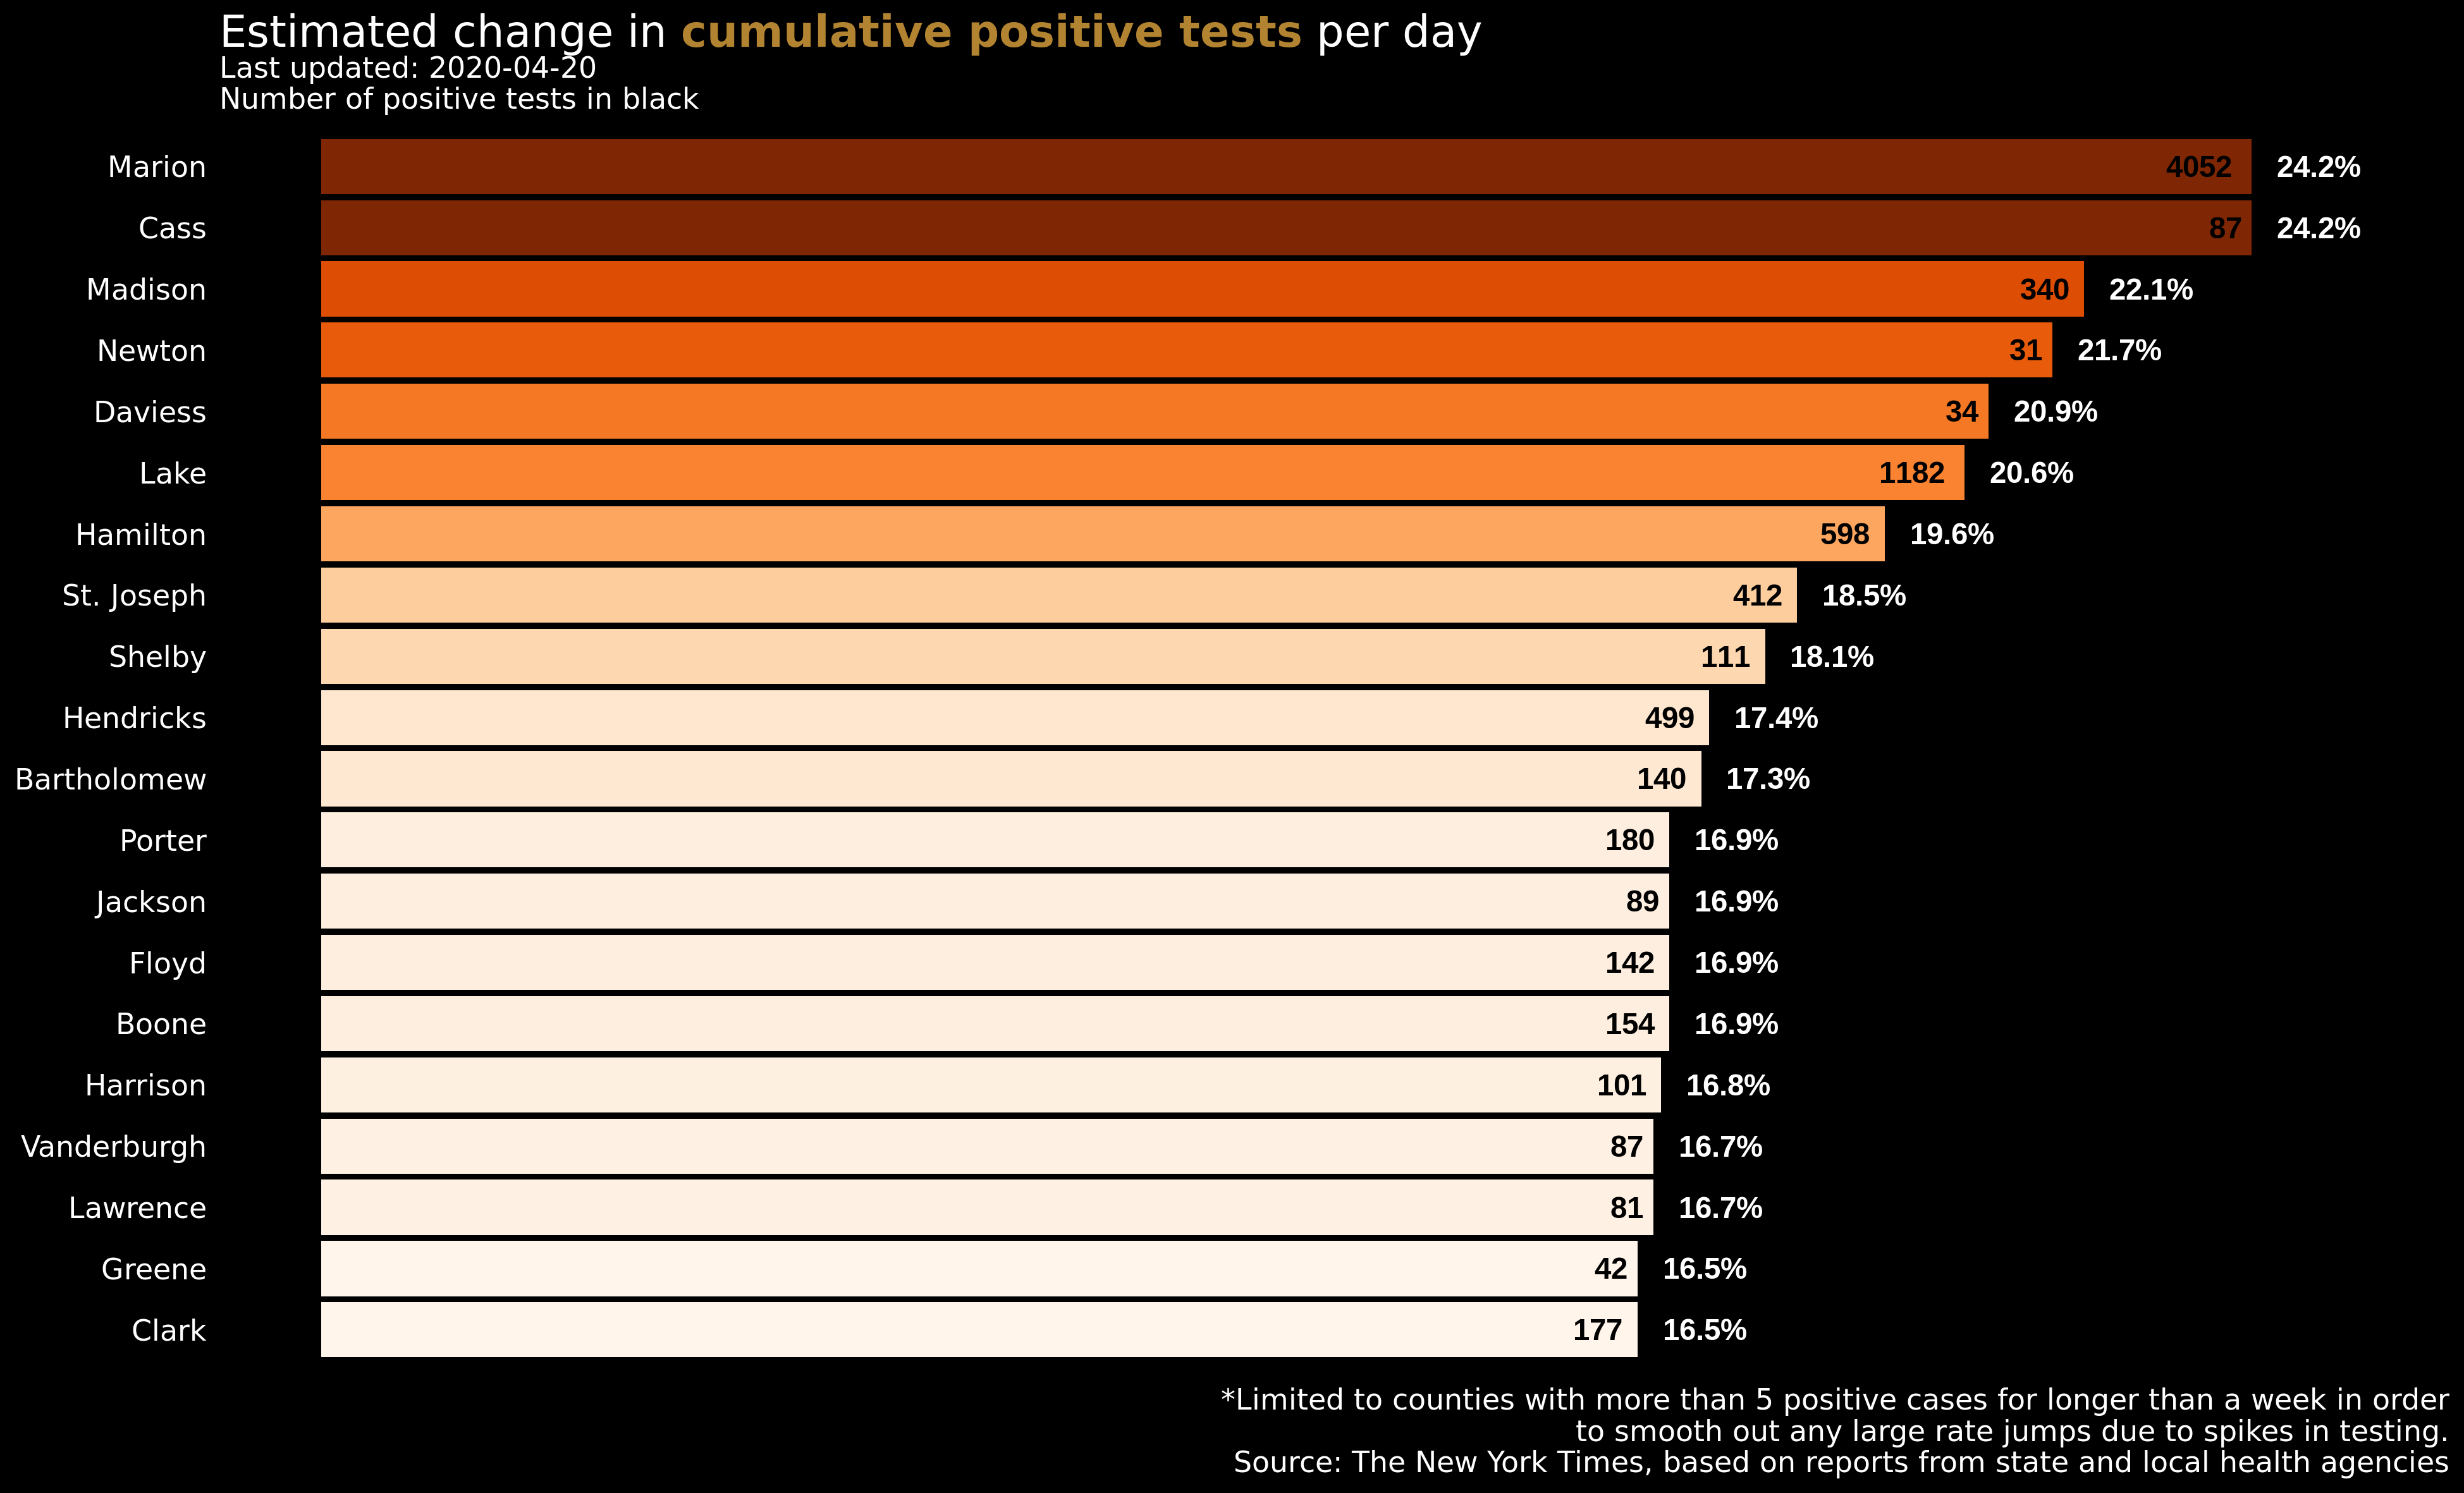 Estimated change in cumulative positive tests per day
Last updated: 2020-04-20
Number of positive tests in black
Marion 4052 24.2%
Cass 87 24.2%
Madison 340 22.1%
Newton 31 21.7%
Daviess 34 20.9%
Lake 1182 20.6%
Hamilton 598 19.6%
St. Joseph 412 18.5%
Shelby 111 18.1%
Hendricks 499 17.4%
Bartholomew 140 17.3%
Porter 180 16.9%
Jackson 89 16.9%
Floyd 142 16.9%
Boone 154 16.9%
Harrison 101 16.8%
Vanderburgh 87 16.7%
Lawrence 81 16.7%
Greene 42 16.5%
Clark 177 16.5%
*Limited to counties with more than 5 positive cases for longer than a week in order
to smooth out any large rate jumps due to spikes in testing.
Source: The New York Times, based on reports from state and local health agencies